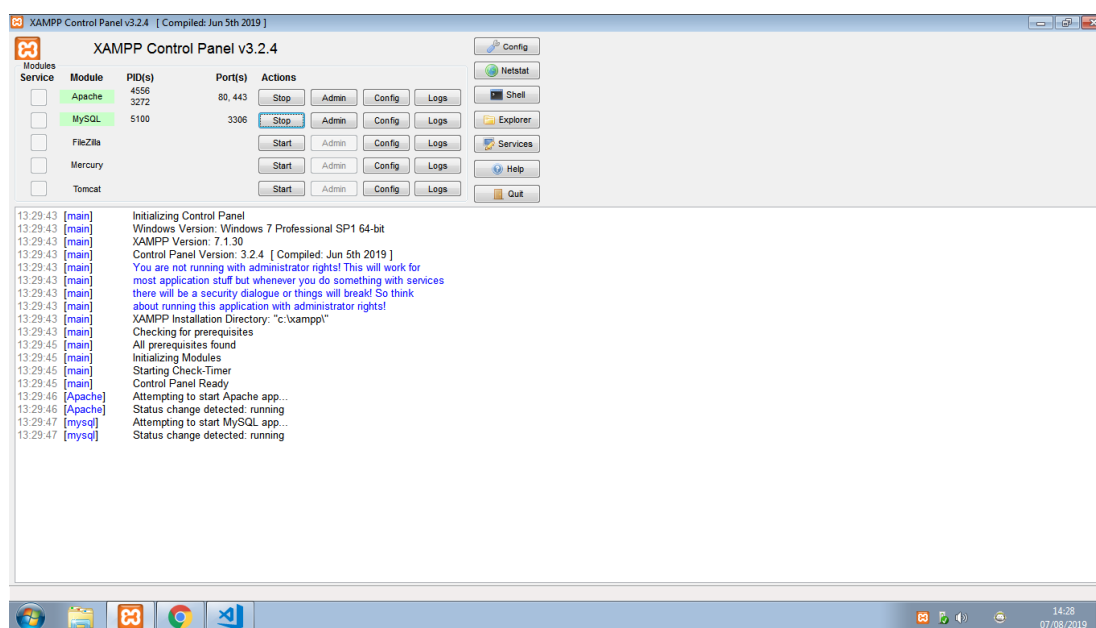 XAMPP Control Panel v3.2.4 [ Compiled: Jun 5th 2019 ]
XAMPP Control Panel v3.2.4
Config
Modules
Service Module PID(s) Port(s) Actions
Netstat
Apache 4556 3272 80, 443 Stop Admin Config Logs
Shell
MySQL 5100 3306 Stop Admin Config Logs
Explorer
FileZilla Start Admin Config Logs
Services
Mercury Start Admin Config Logs
Help
Tomcat Start Admin Config Logs
Quit
13:29:43 [main] Initializing Control Panel
13:29:43 [main] Windows Version: Windows 7 Professional SP1 64-bit
13:29:43 [main] XAMPP Version: 7.1.30
13:29:43 [main] Control Panel Version: 3.2.4 [ Compiled: Jun 5th 2019 ]
13:29:43 [main] You are not running with administrator rights! This will work for
13:29:43 [main] most application stuff but whenever you do something with services
13:29:43 [main] there will be a security dialogue or things will break! So think
13:29:43 [main] about running this application with administrator rights!
13:29:43 [main] XAMPP Installation Directory: "c:\xampp\"
13:29:43 [main] Checking for prerequisites
13:29:45 [main] All prerequisites found
13:29:45 [main] Initializing Modules
13:29:45 [main] Starting Check-Timer
13:29:45 [main] Control Panel Ready
13:29:46 [Apache] Attempting to start Apache app...
13:29:46 [Apache] Status change detected: running
13:29:47 [mysql] Attempting to start MySQL app...
13:29:47 [mysql] Status change detected: running
14:28
07/08/2019